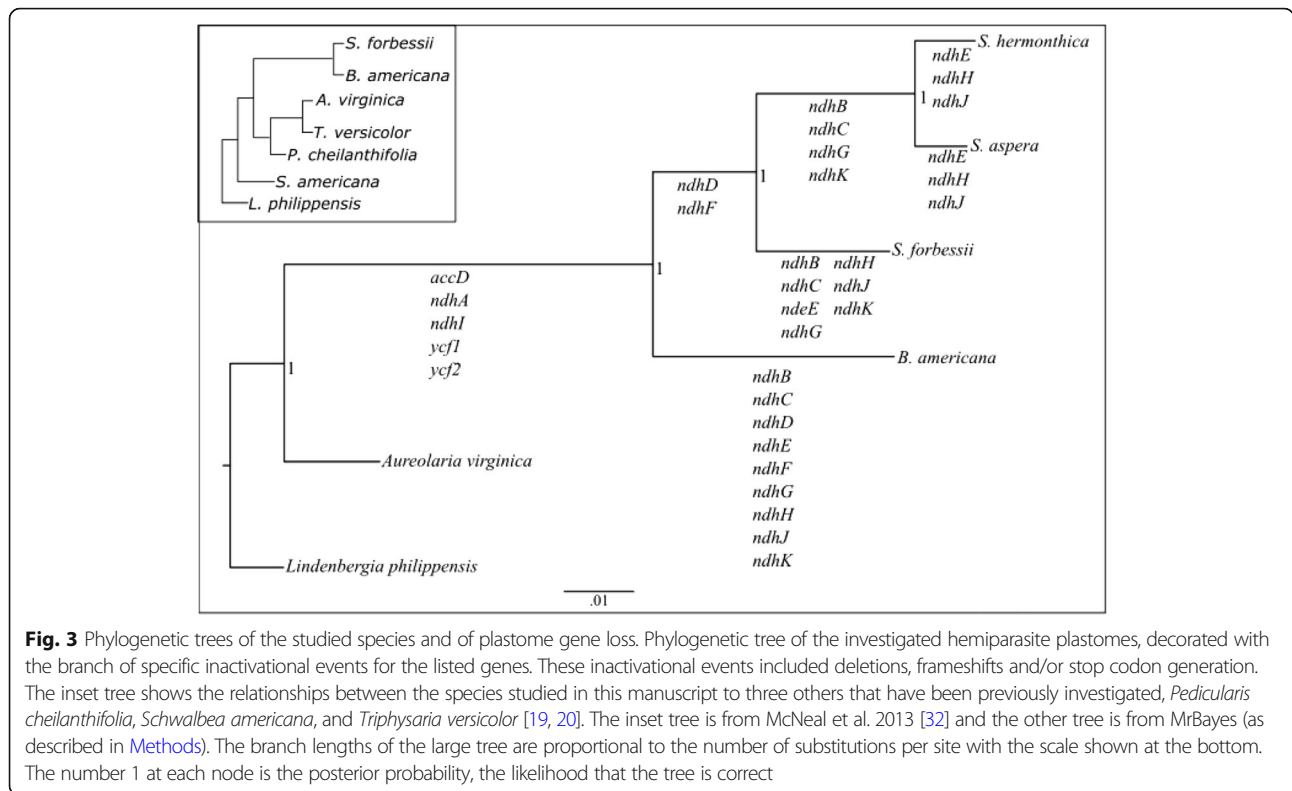 S. forbessii
B. americana
A. virginica
T. versicolor
P. cheilanthifolia
S. americana
L. philippensis
S. hermonthica
ndhE
ndhH
1 ndhJ
ndhB
ndhC
ndhG
ndhK
S. aspera
ndhE
ndhH
ndhJ
ndhD
ndhF
1
S. forbessii
ndhB ndhH
ndhC ndhJ
ndeE ndhK
ndhG
1
accD
ndhA
ndhI
ycf1
ycf2
B. americana
ndhB
ndhC
ndhD
ndhE
ndhF
ndhG
ndhH
ndhJ
ndhK
1
Aureolaria virginica
Lindenbergia philippensis
.01
Fig. 3 Phylogenetic trees of the studied species and of plastome gene loss. Phylogenetic tree of the investigated hemiparasite plastomes, decorated with
the branch of specific inactivational events for the listed genes. These inactivational events included deletions, frameshifts and/or stop codon generation.
The inset tree shows the relationships between the species studied in this manuscript to three others that have been previously investigated, Pedicularis
cheilanthifolia, Schwalbea americana, and Triphysaria versicolor [19, 20]. The inset tree is from McNeal et al. 2013 [32] and the other tree is from MrBayes (as
described in Methods). The branch lengths of the large tree are proportional to the number of substitutions per site with the scale shown at the bottom.
The number 1 at each node is the posterior probability, the likelihood that the tree is correct